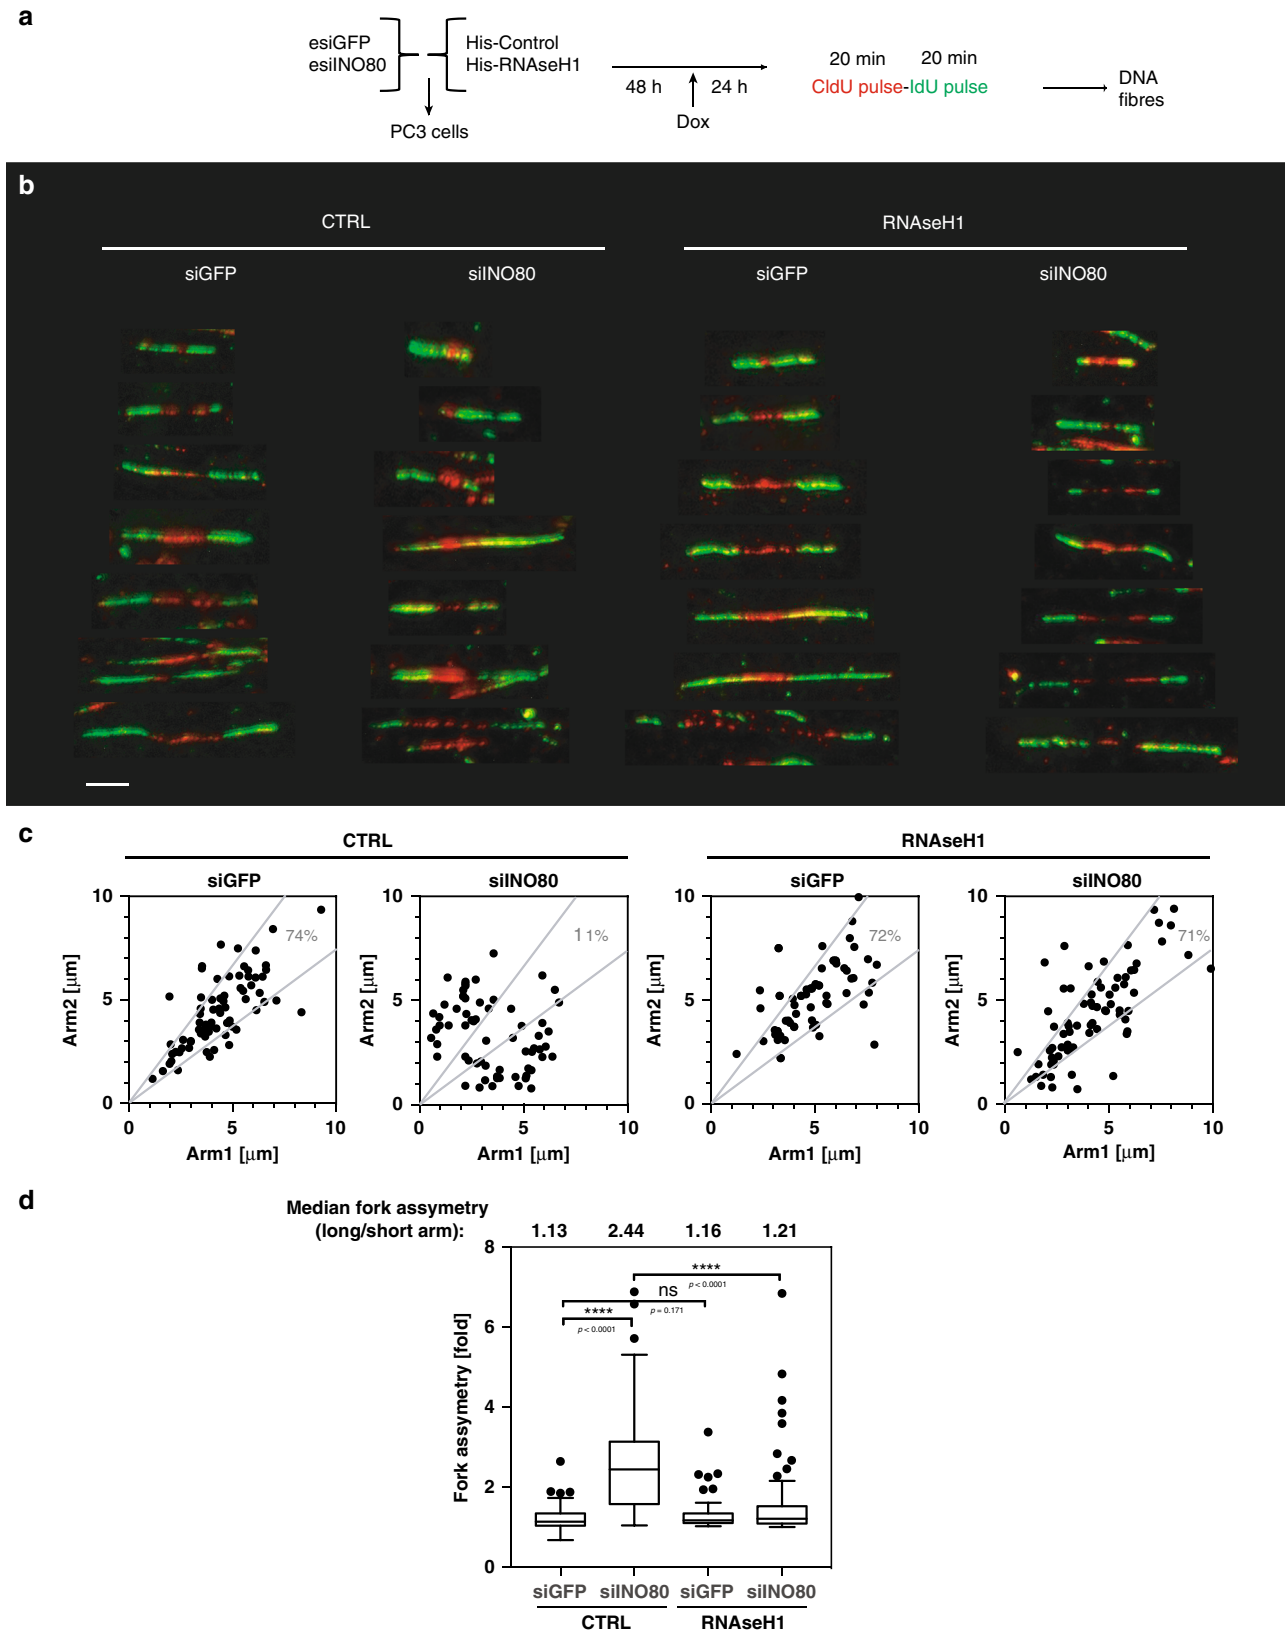 a
esiGFP
esiINO80
His-Control
His-RNAseH1
PC3 cells
48 h
24 h
Dox
20 min
20 min
CldU pulse-IdU pulse
DNA
fibres
b
CTRL
RNAseH1
siGFP
siINO80
siGFP
siINO80
c
CTRL
RNAseH1
siGFP
siINO80
siGFP
siINO80
10
5
0
Arm2 [μm]
74%
0
5
10
Arm1 [μm]
10
5
0
Arm2 [μm]
11%
0
5
10
Arm1 [μm]
10
5
0
Arm2 [μm]
72%
0
5
10
Arm1 [μm]
10
5
0
Arm2 [μm]
71%
0
5
10
Arm1 [μm]
d
Median fork assymetry
(long/short arm):
1.13
2.44
1.16
1.21
8
6
4
2
0
Fork assymetry [fold]
****
p < 0.0001
ns
p = 0.171
****
p < 0.0001
siGFP
siINO80
siGFP
siINO80
CTRL
RNAseH1